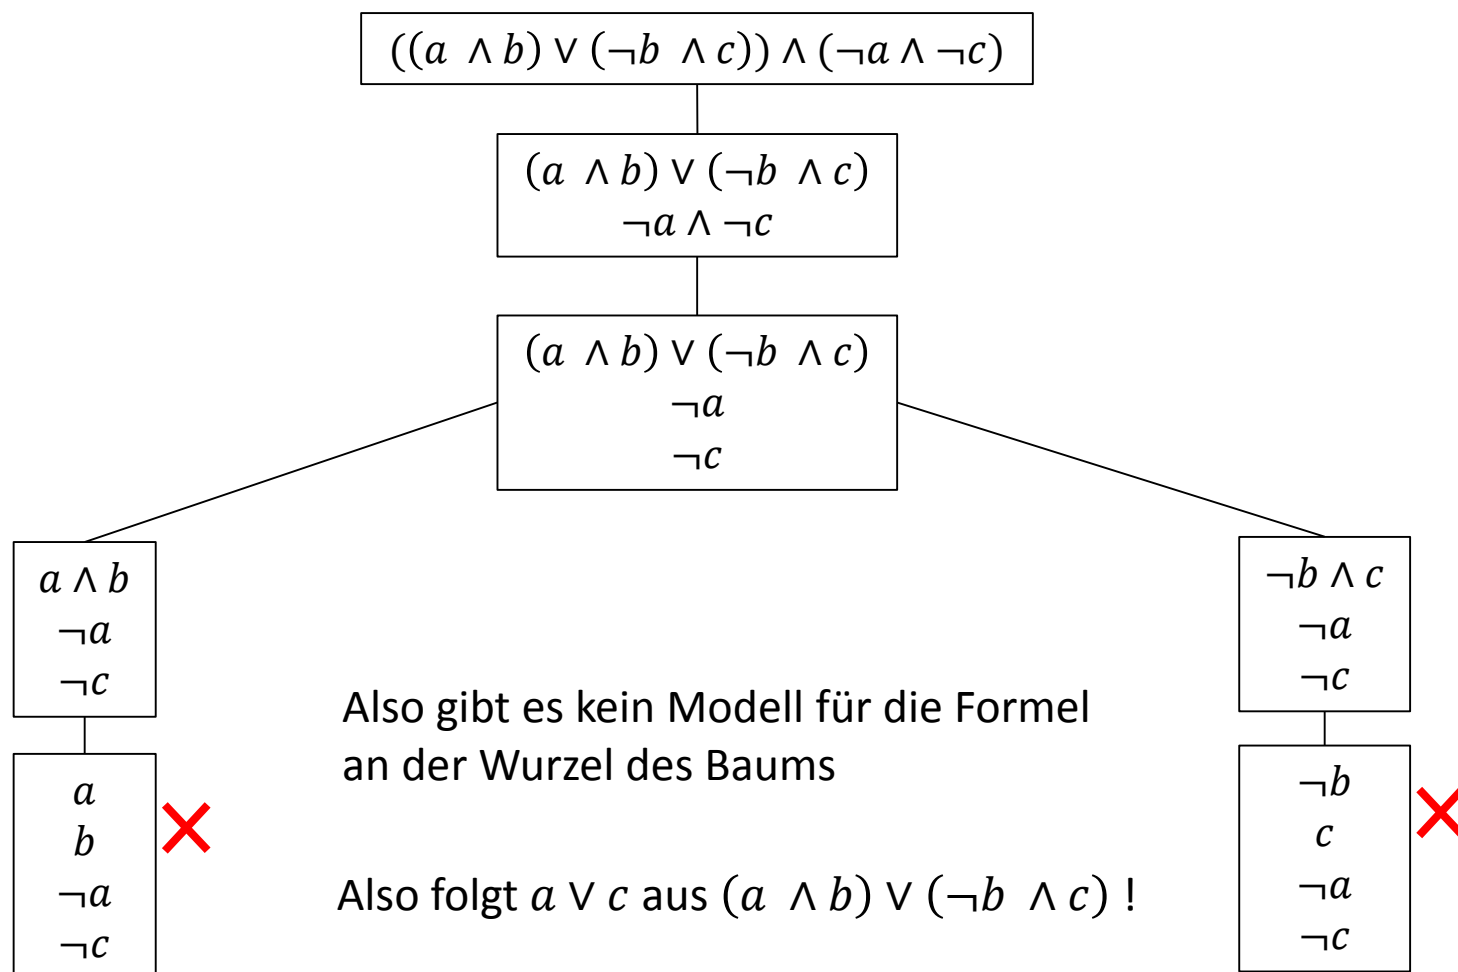 ((a ∧ b) ∨ (¬b ∧ c)) ∧ (¬a ∧ ¬c)
(a ∧ b) ∨ (¬b ∧ c)
¬a ∧ ¬c
(a ∧ b) ∨ (¬b ∧ c)
¬a
¬c
a ∧ b
¬a
¬c
a
b
¬a
¬c
¬b ∧ c
¬a
¬c
¬b
c
¬a
¬c
Also gibt es kein Modell für die Formel
an der Wurzel des Baums
Also folgt a ∨ c aus (a ∧ b) ∨ (¬b ∧ c) !